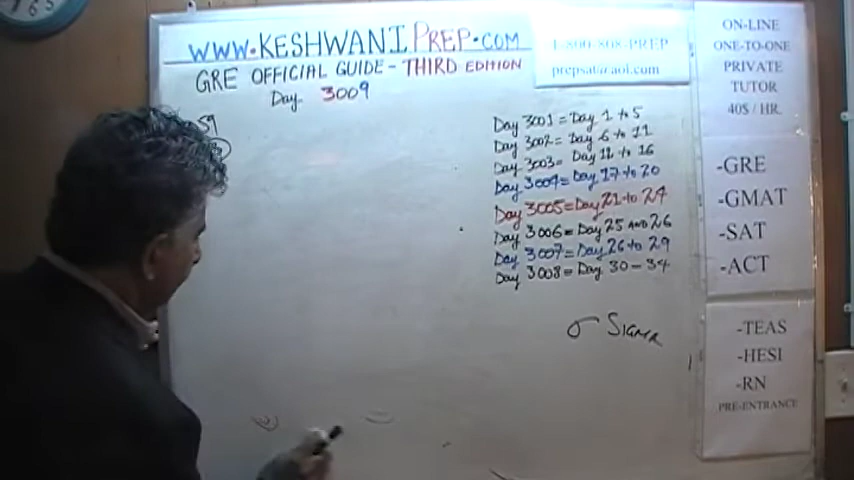 WWW.KESHWANIPREP.COM
GRE OFFICIAL GUIDE - THIRD EDITION
Day 3009
1-800-808-PREP
prepsat@aol.com
59
Day 3001 = Day 1 to 5
Day 3002 = Day 6 to 11
Day 3003 = Day 12 to 16
Day 3004 = Day 17 to 20
Day 3005 = Day 21 to 24
Day 3006 = Day 25 AND 26
Day 3007 = Day 26 to 29
Day 3008 = Day 30 - 34
σ SIGMA
ON-LINE
ONE-TO-ONE
PRIVATE
TUTOR
40$ / HR.
-GRE
-GMAT
-SAT
-ACT
-TEAS
-HESI
-RN
PRE-ENTRANCE